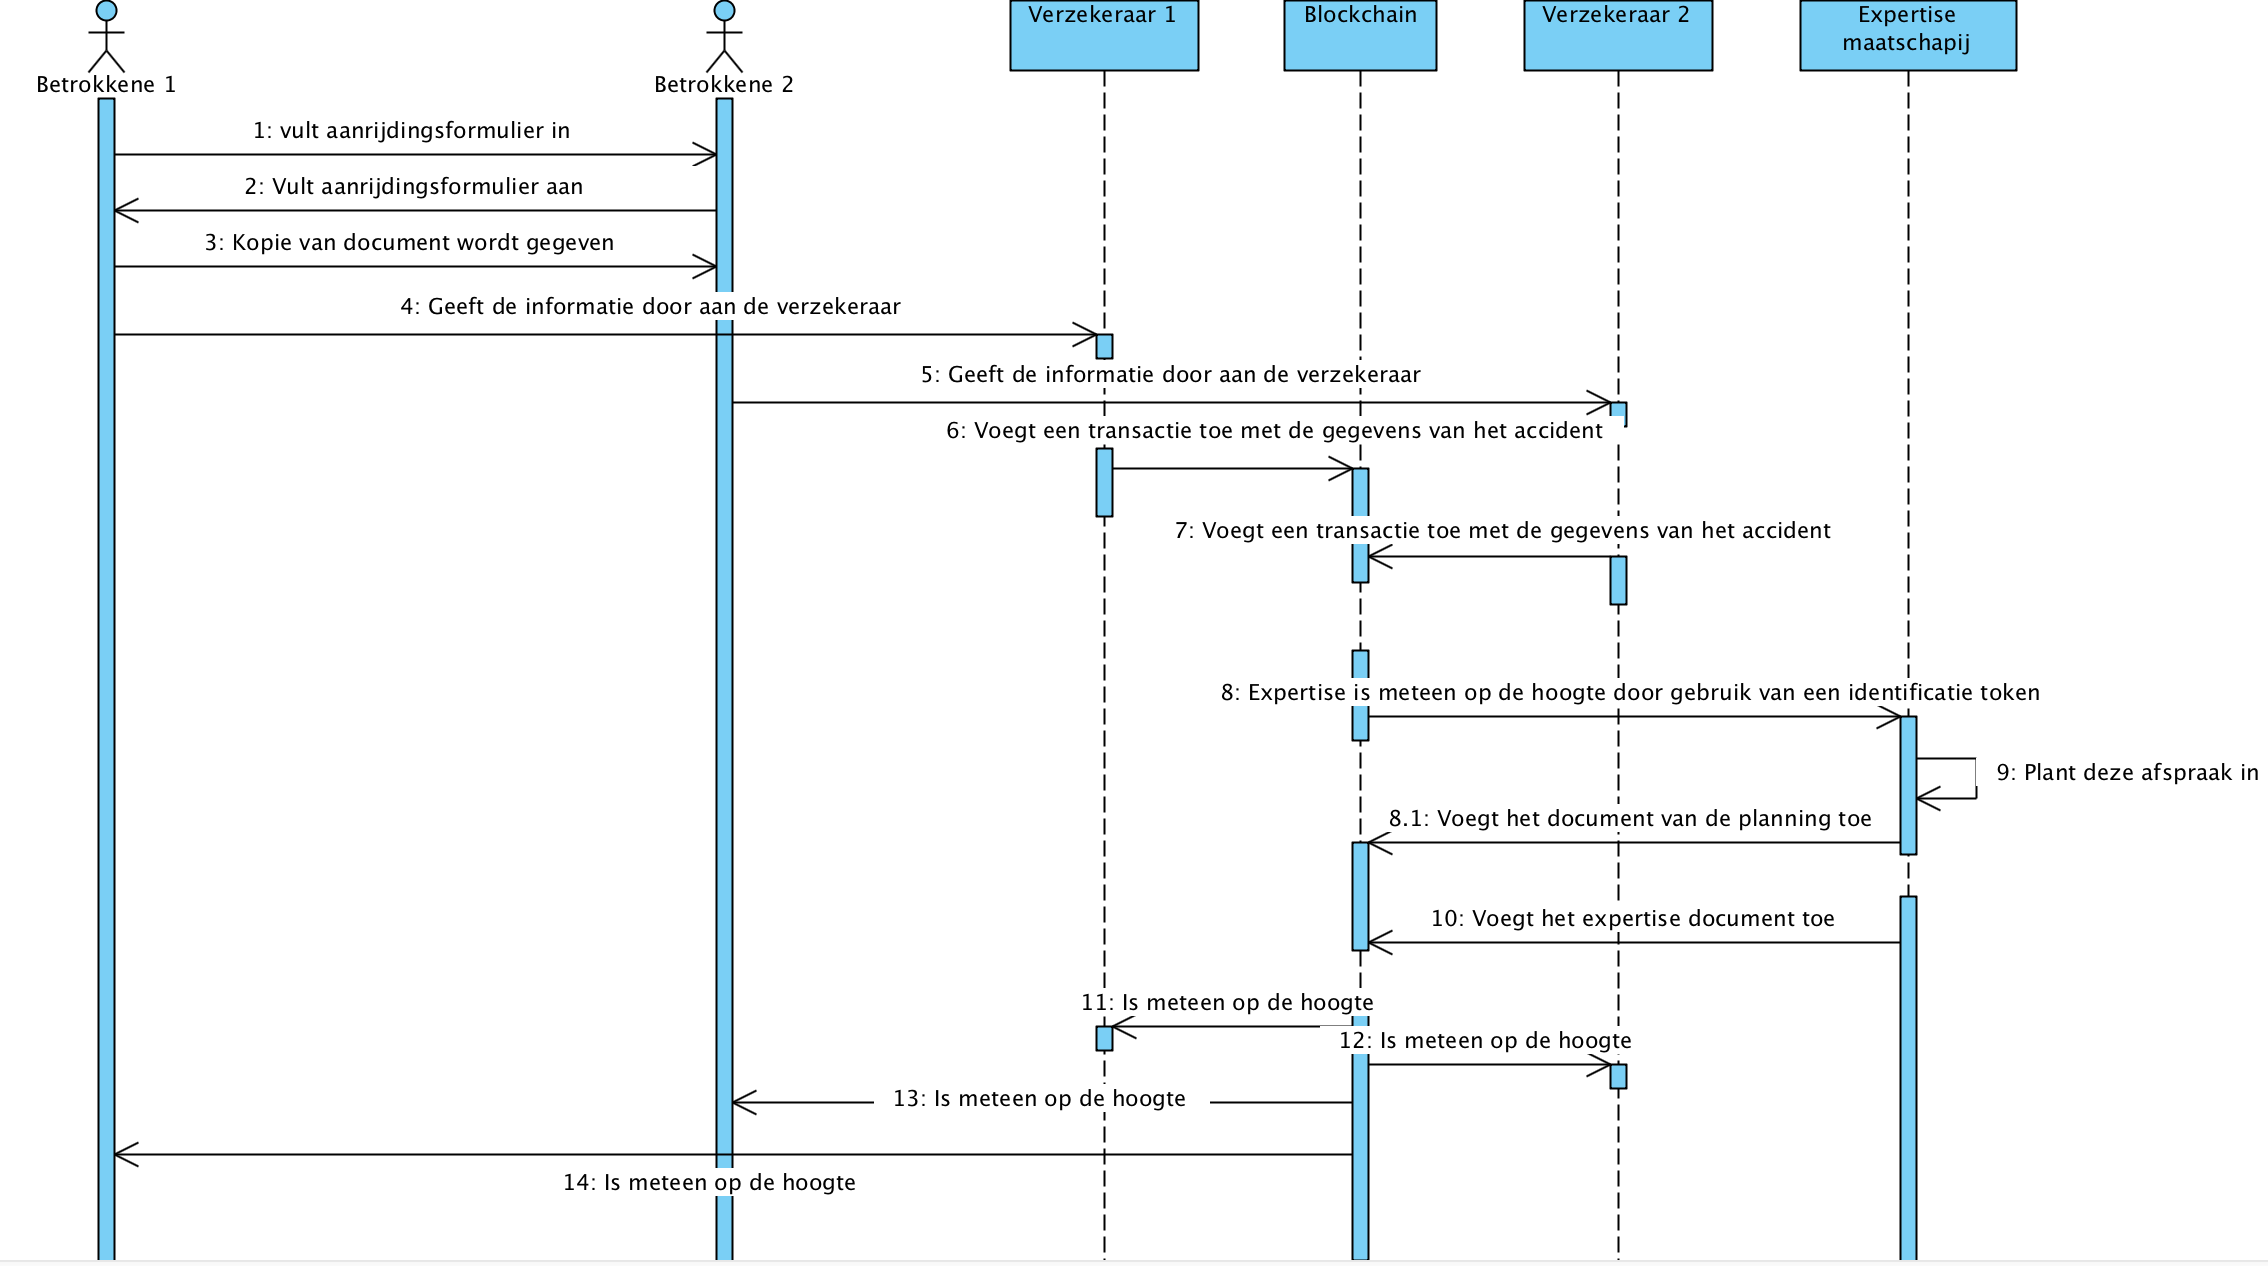 Betrokkene 1
Betrokkene 2
Verzekeraar 1
Blockchain
Verzekeraar 2
Expertise
maatschapij
1: vult aanrijdingsformulier in
2: Vult aanrijdingsformulier aan
3: Kopie van document wordt gegeven
4: Geeft de informatie door aan de verzekeraar
5: Geeft de informatie door aan de verzekeraar
6: Voegt een transactie toe met de gegevens van het accident
7: Voegt een transactie toe met de gegevens van het accident
8: Expertise is meteen op de hoogte door gebruik van een identificatie token
9: Plant deze afspraak in
8.1: Voegt het document van de planning toe
10: Voegt het expertise document toe
11: Is meteen op de hoogte
12: Is meteen op de hoogte
13: Is meteen op de hoogte
14: Is meteen op de hoogte